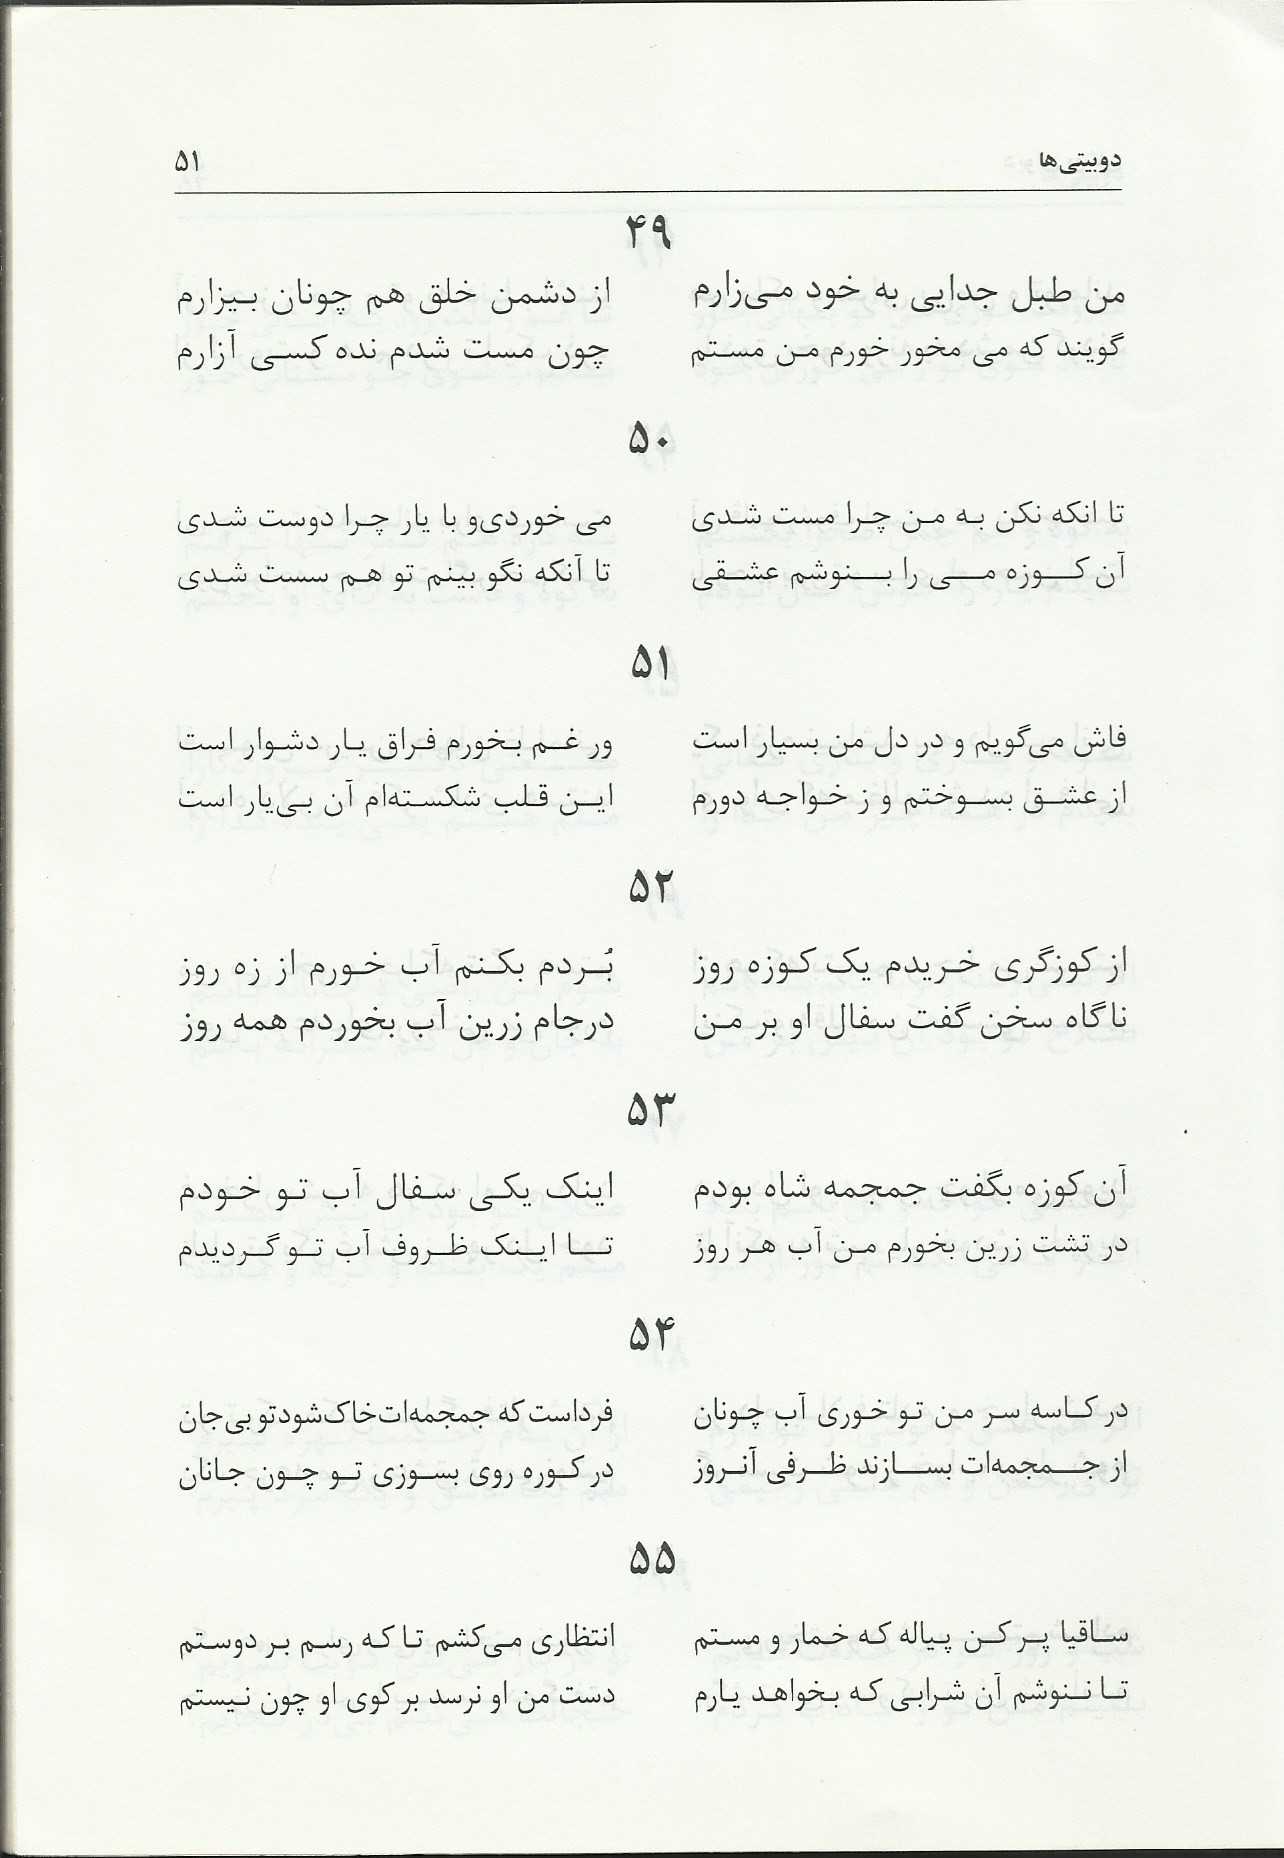 دوبیتی‌ها ۵۱
۴۹
من طبل جدایی به خود می‌زارم از دشمن خلق هم چونان بیزارم
گویند که می مخور خورم من مستم چون مست شدم نده کسی آزارم
۵۰
تا انکه نکن به من چرا مست شدی می خوردی‌و با یار چرا دوست شدی
آن کوزه می را بنوشم عشقی تا آنکه نگو بینم تو هم سست شدی
۵۱
فاش می‌گویم و در دل من بسیار است ور غم بخورم فراق یار دشوار است
از عشق بسوختم و ز خواجه دورم این قلب شکسته‌ام آن بی‌یار است
۵۲
از کوزگری خریدم یک کوزه روز بُردم بکنم آب خورم از زه روز
ناگاه سخن گفت سفال او بر من درجام زرین آب بخوردم همه روز
۵۳
آن کوزه بگفت جمجمه شاه بودم اینک یکی سفال آب تو خودم
در تشت زرین بخورم من آب هر روز تا اینک ظروف آب تو گردیدم
۵۴
در کاسه سر من تو خوری آب چونان فرداست که جمجمه‌ات خاک شود تو بی‌جان
از جمجمه‌ات بسازند ظرفی آنروز در کوره روی بسوزی تو چون جانان
۵۵
ساقیا پر کن پیاله که خمار و مستم انتظاری می‌کشم تا که رسم بر دوستم
تا ننوشم آن شرابی که بخواهد یارم دست من او نرسد بر کوی او چون نیستم